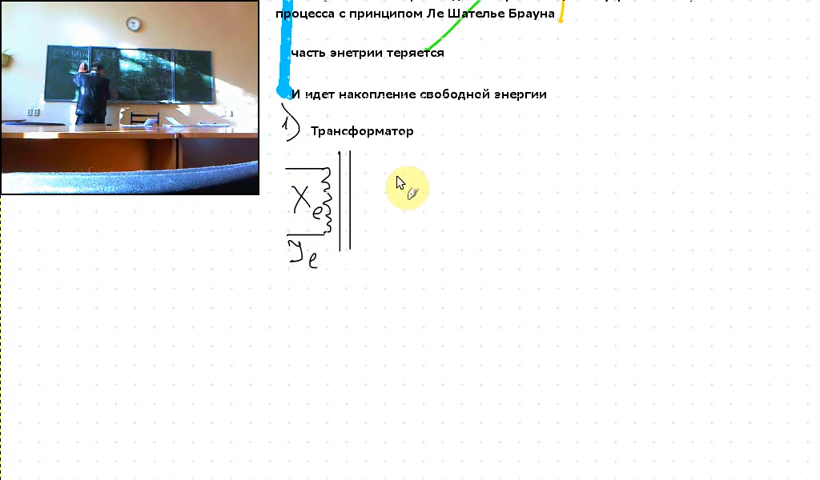 процесса с принципом Ле Шателье Брауна
часть энетрии теряется
И идет накопление свободной энергии
1) Трансформатор
Xe
Ye